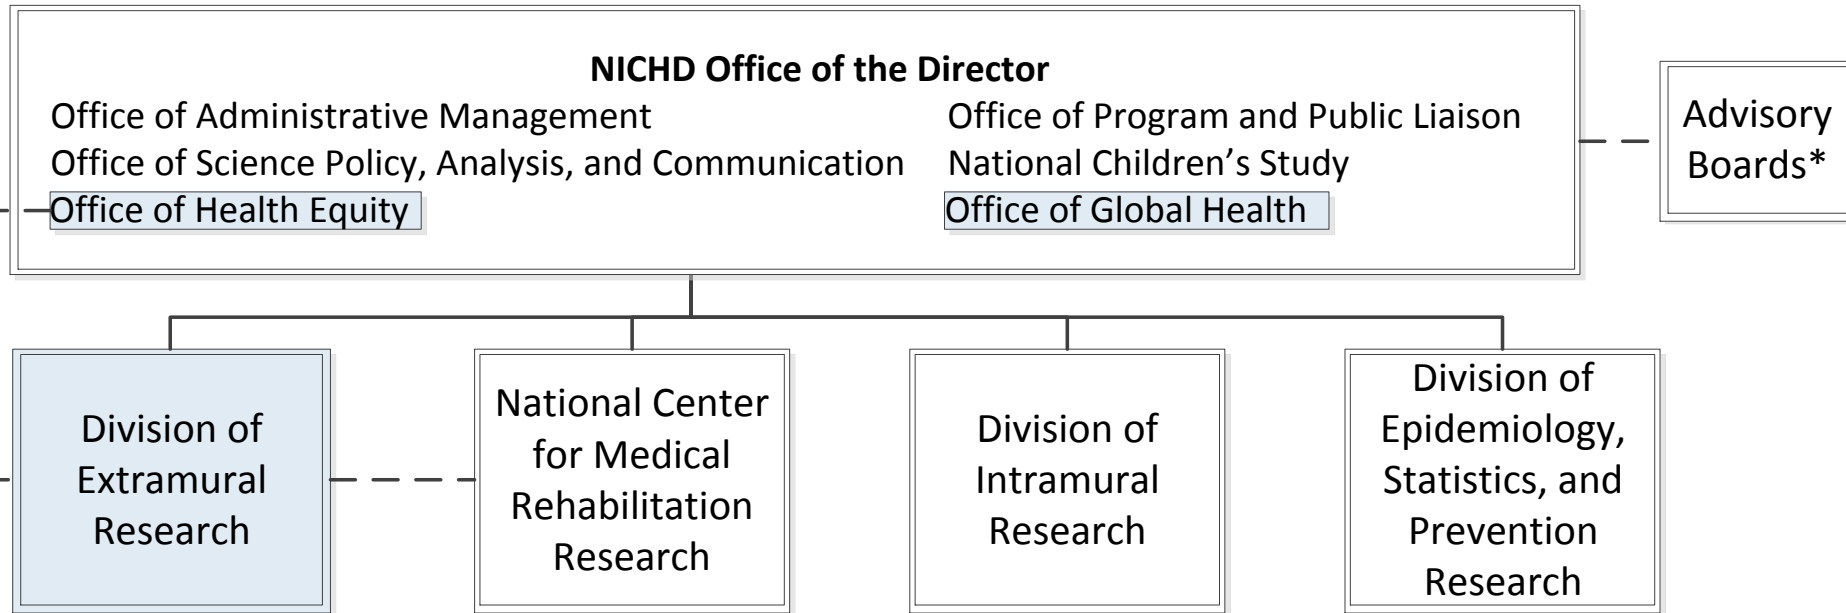 NICHD Office of the Director
Office of Administrative Management
Office of Science Policy, Analysis, and Communication
Office of Health Equity
Office of Program and Public Liaison
National Children’s Study
Office of Global Health
Advisory
Boards*
Division of
Extramural
Research
National Center
for Medical
Rehabilitation
Research
Division of
Intramural
Research
Division of
Epidemiology,
Statistics, and
Prevention
Research